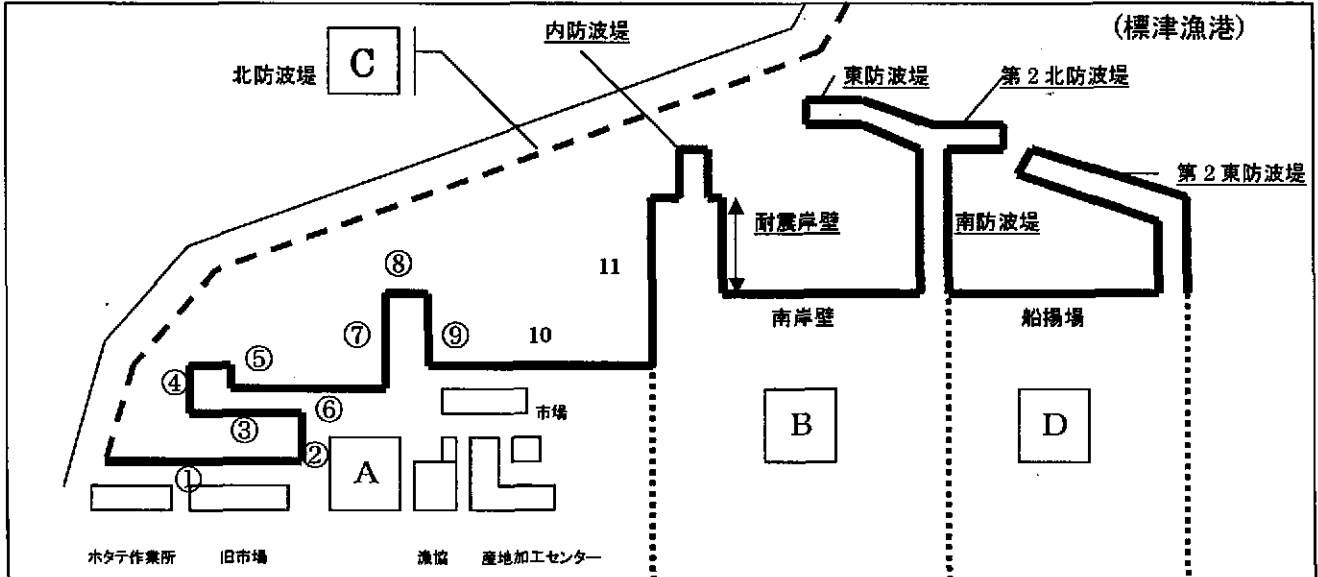 (標津漁港)
内防波堤
北防波堤
C
東防波堤
第2北防波堤
第2東防波堤
耐震岸壁
南防波堤
11
⑧
南岸壁
船揚場
⑦
⑨
10
⑤
④
⑥
市場
③
②
A
B
D
①
ホタテ作業所
旧市場
漁協
産地加工センター